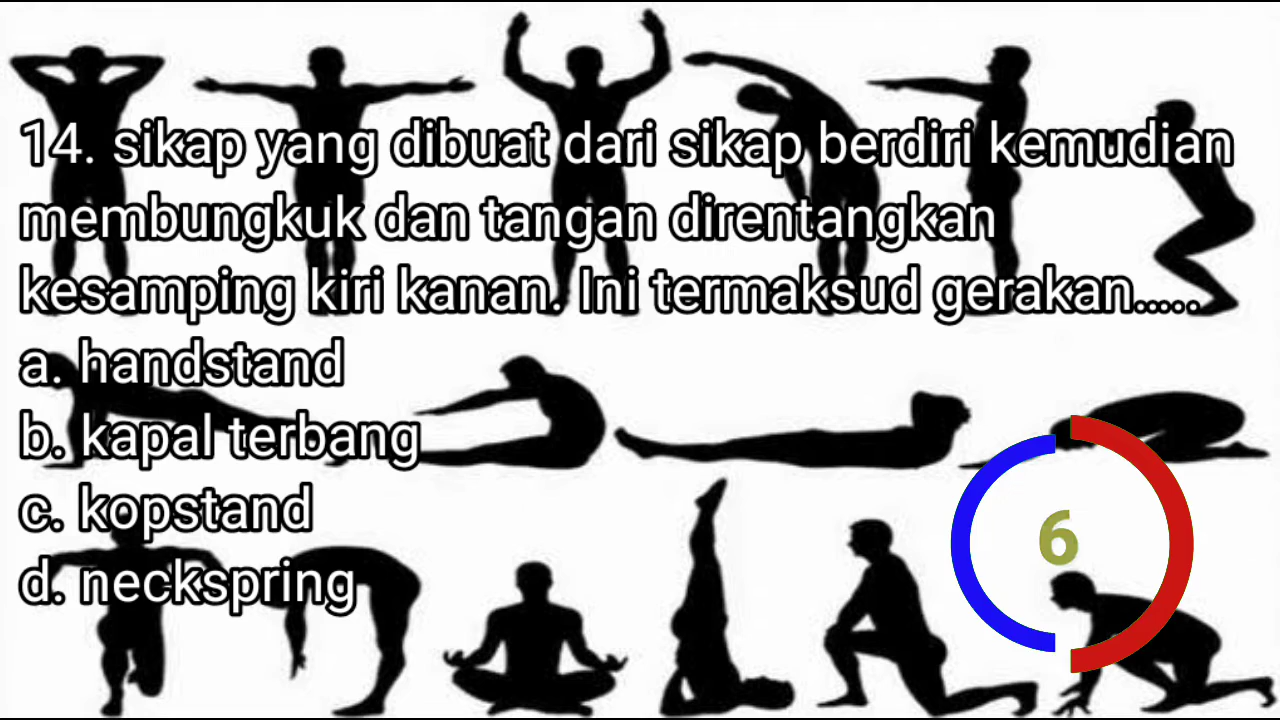 14. sikap yang dibuat dari sikap berdiri kemudian
membungkuk dan tangan direntangkan
kesamping kiri kanan. Ini termaksud gerakan.....
a. handstand
b. kapal terbang
c. kopstand
d. neckspring
6